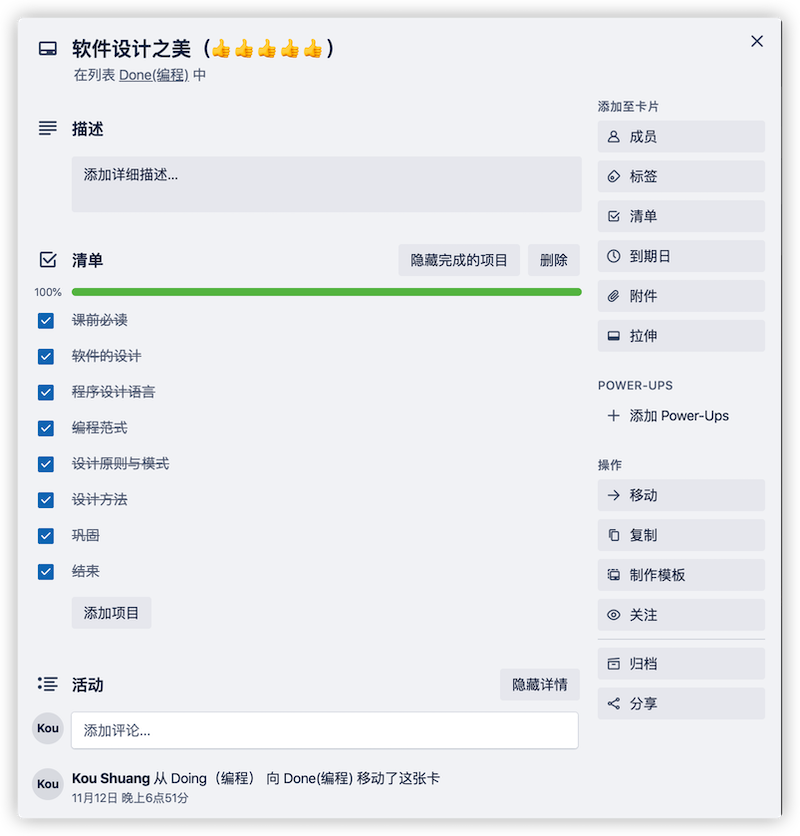 软件设计之美（👍👍👍👍👍）
在列表 Done(编程) 中
描述
添加详细描述...
清单
隐藏完成的项目
删除
100%
课前必读
软件的设计
程序设计语言
编程范式
设计原则与模式
设计方法
巩固
结束
添加项目
活动
隐藏详情
Kou
添加评论...
Kou
Kou Shuang 从 Doing（编程） 向 Done(编程) 移动了这张卡
11月12日 晚上6点51分
添加至卡片
成员
标签
清单
到期日
附件
拉伸
POWER-UPS
添加 Power-Ups
操作
移动
复制
制作模板
关注
归档
分享